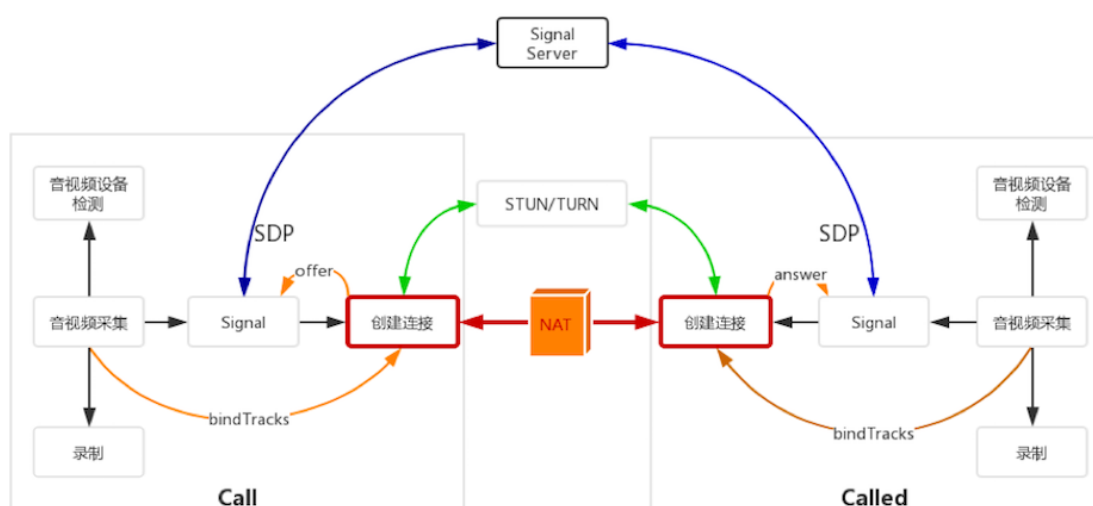 Signal
Server
音视频设备
检测
音视频设备
检测
STUN/TURN
SDP
SDP
offer
answer
音视频采集
Signal
创建连接
NAT
创建连接
Signal
音视频采集
bindTracks
bindTracks
录制
录制
Call
Called